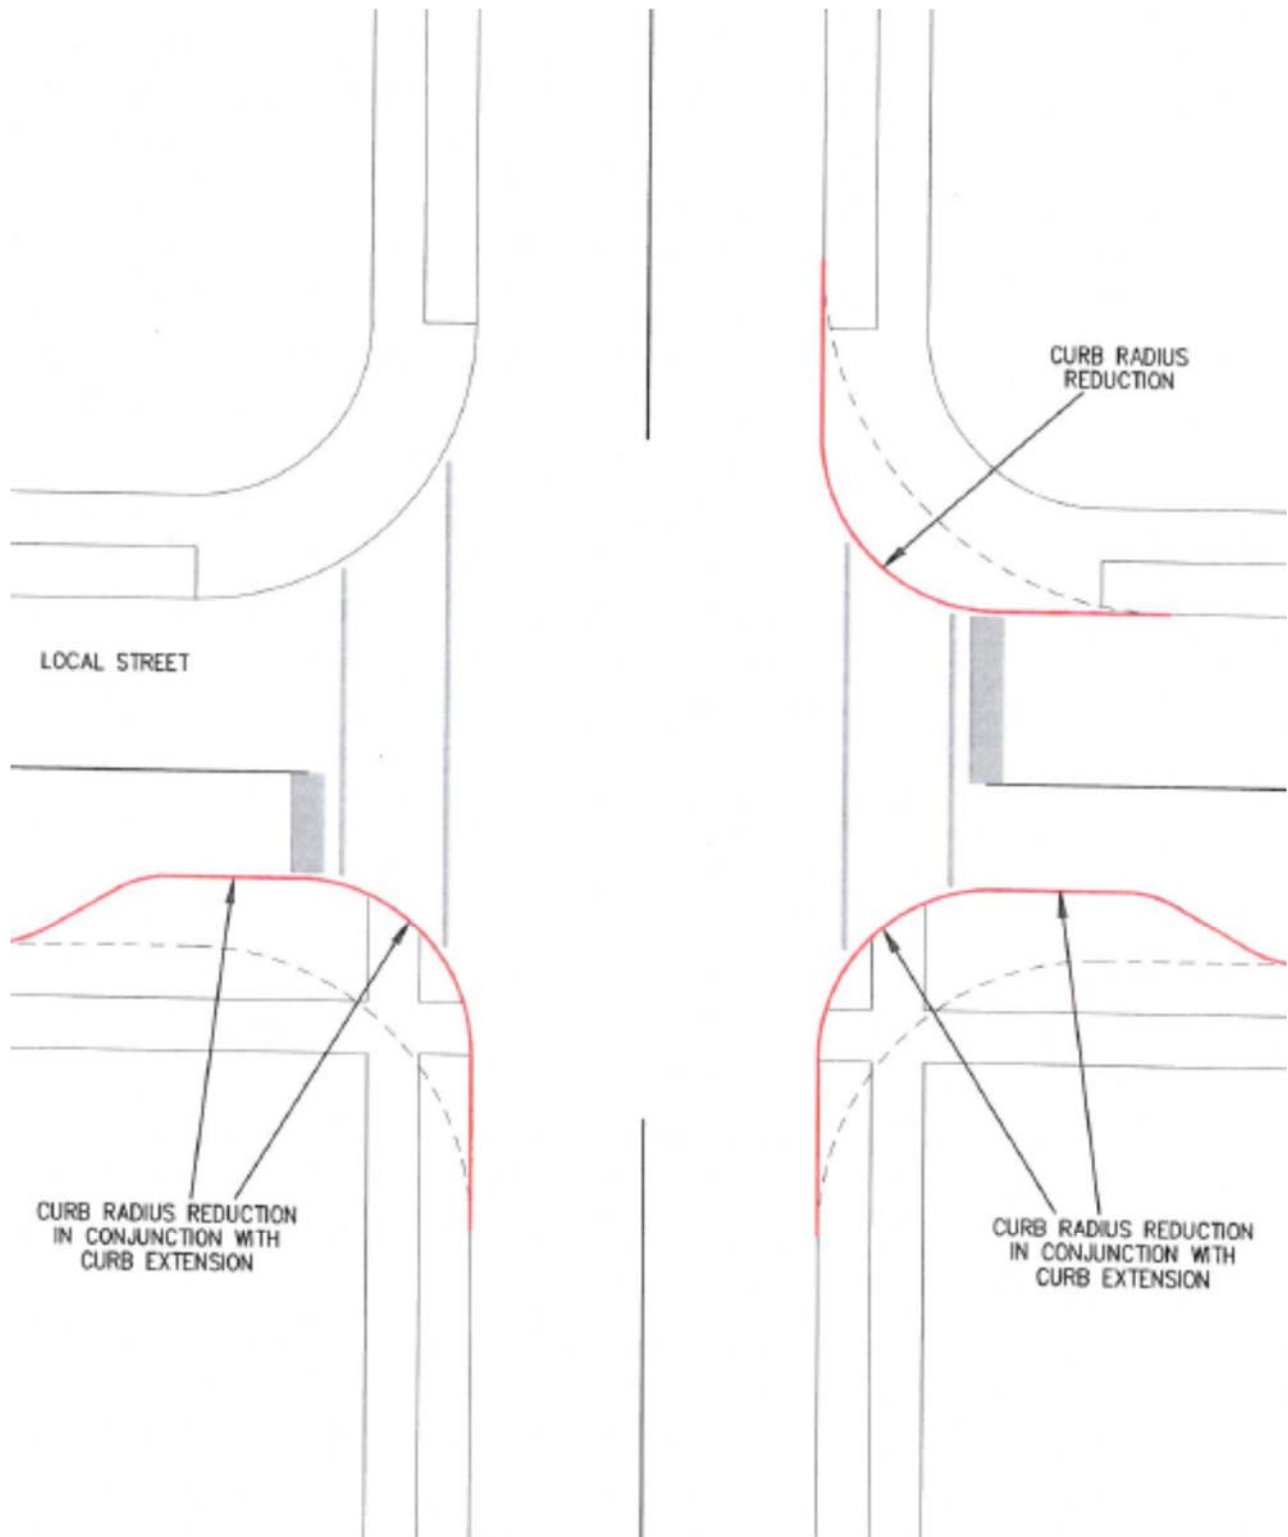 CURB RADIUS
REDUCTION
LOCAL STREET
CURB RADIUS REDUCTION
IN CONJUNCTION WITH
CURB EXTENSION
CURB RADIUS REDUCTION
IN CONJUNCTION WITH
CURB EXTENSION